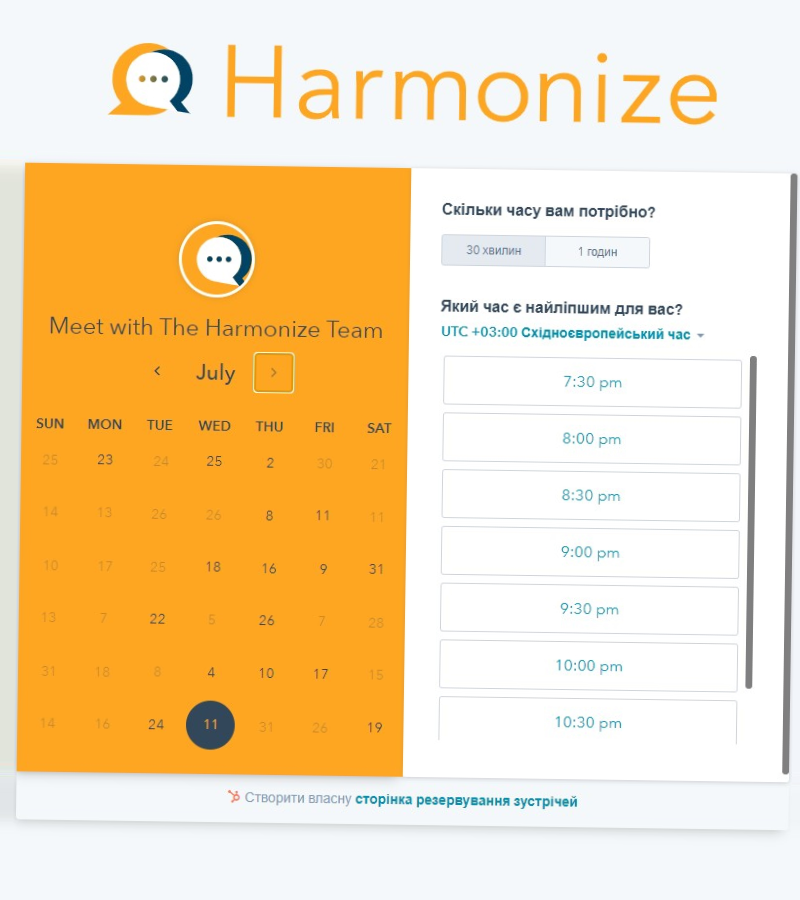 Harmonize
Meet with The Harmonize Team
July
SUN MON TUE WED THU FRI SAT
25 23 24 25 2 30 21
14 13 26 26 8 11 11
10 17 25 18 16 9 31
13 7 22 5 26 7 28
31 18 8 4 10 17 15
14 16 24 11 31 26 19
Скільки часу вам потрібно?
30 хвилин 1 годин
Який час є найліпшим для вас?
UTC +03:00 Східноєвропейський час
7:30 pm
8:00 pm
8:30 pm
9:00 pm
9:30 pm
10:00 pm
10:30 pm
Створити власну сторінка резервування зустрічей